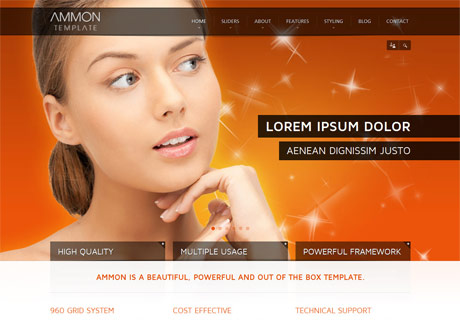 AMMON
TEMPLATE
HOME SLIDERS ABOUT FEATURES STYLING BLOG CONTACT
LOREM IPSUM DOLOR
AENEAN DIGNISSIM JUSTO
HIGH QUALITY MULTIPLE USAGE POWERFUL FRAMEWORK
AMMON IS A BEAUTIFUL, POWERFUL AND OUT OF THE BOX TEMPLATE.
960 GRID SYSTEM COST EFFECTIVE TECHNICAL SUPPORT